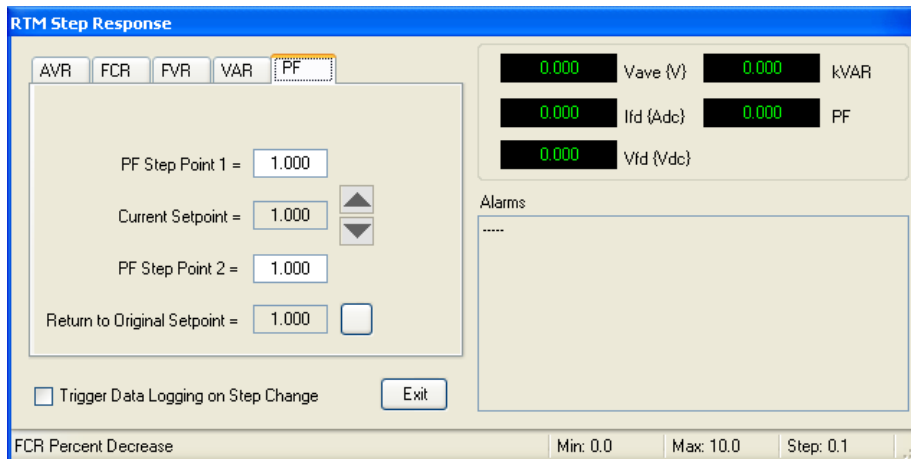 RTM Step Response
AVR FCR FVR VAR PF
PF Step Point 1 = 1.000
Current Setpoint = 1.000
PF Step Point 2 = 1.000
Return to Original Setpoint = 1.000
Trigger Data Logging on Step Change Exit
0.000 Vave {V} 0.000 kVAR
0.000 Ifd {Adc} 0.000 PF
0.000 Vfd {Vdc}
Alarms
-----
FCR Percent Decrease Min: 0.0 Max: 10.0 Step: 0.1